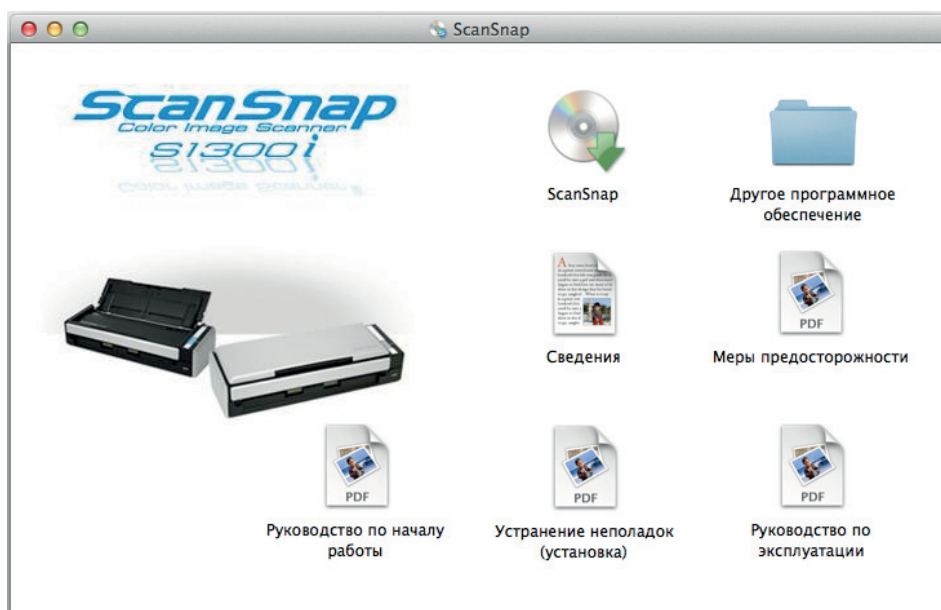 ScanSnap
ScanSnap
Color Image Scanner
S1300i
ScanSnap
Другое программное
обеспечение
Сведения
PDF
Меры предосторожности
PDF
Руководство по началу
работы
PDF
Устранение неполадок
(установка)
PDF
Руководство по
эксплуатации